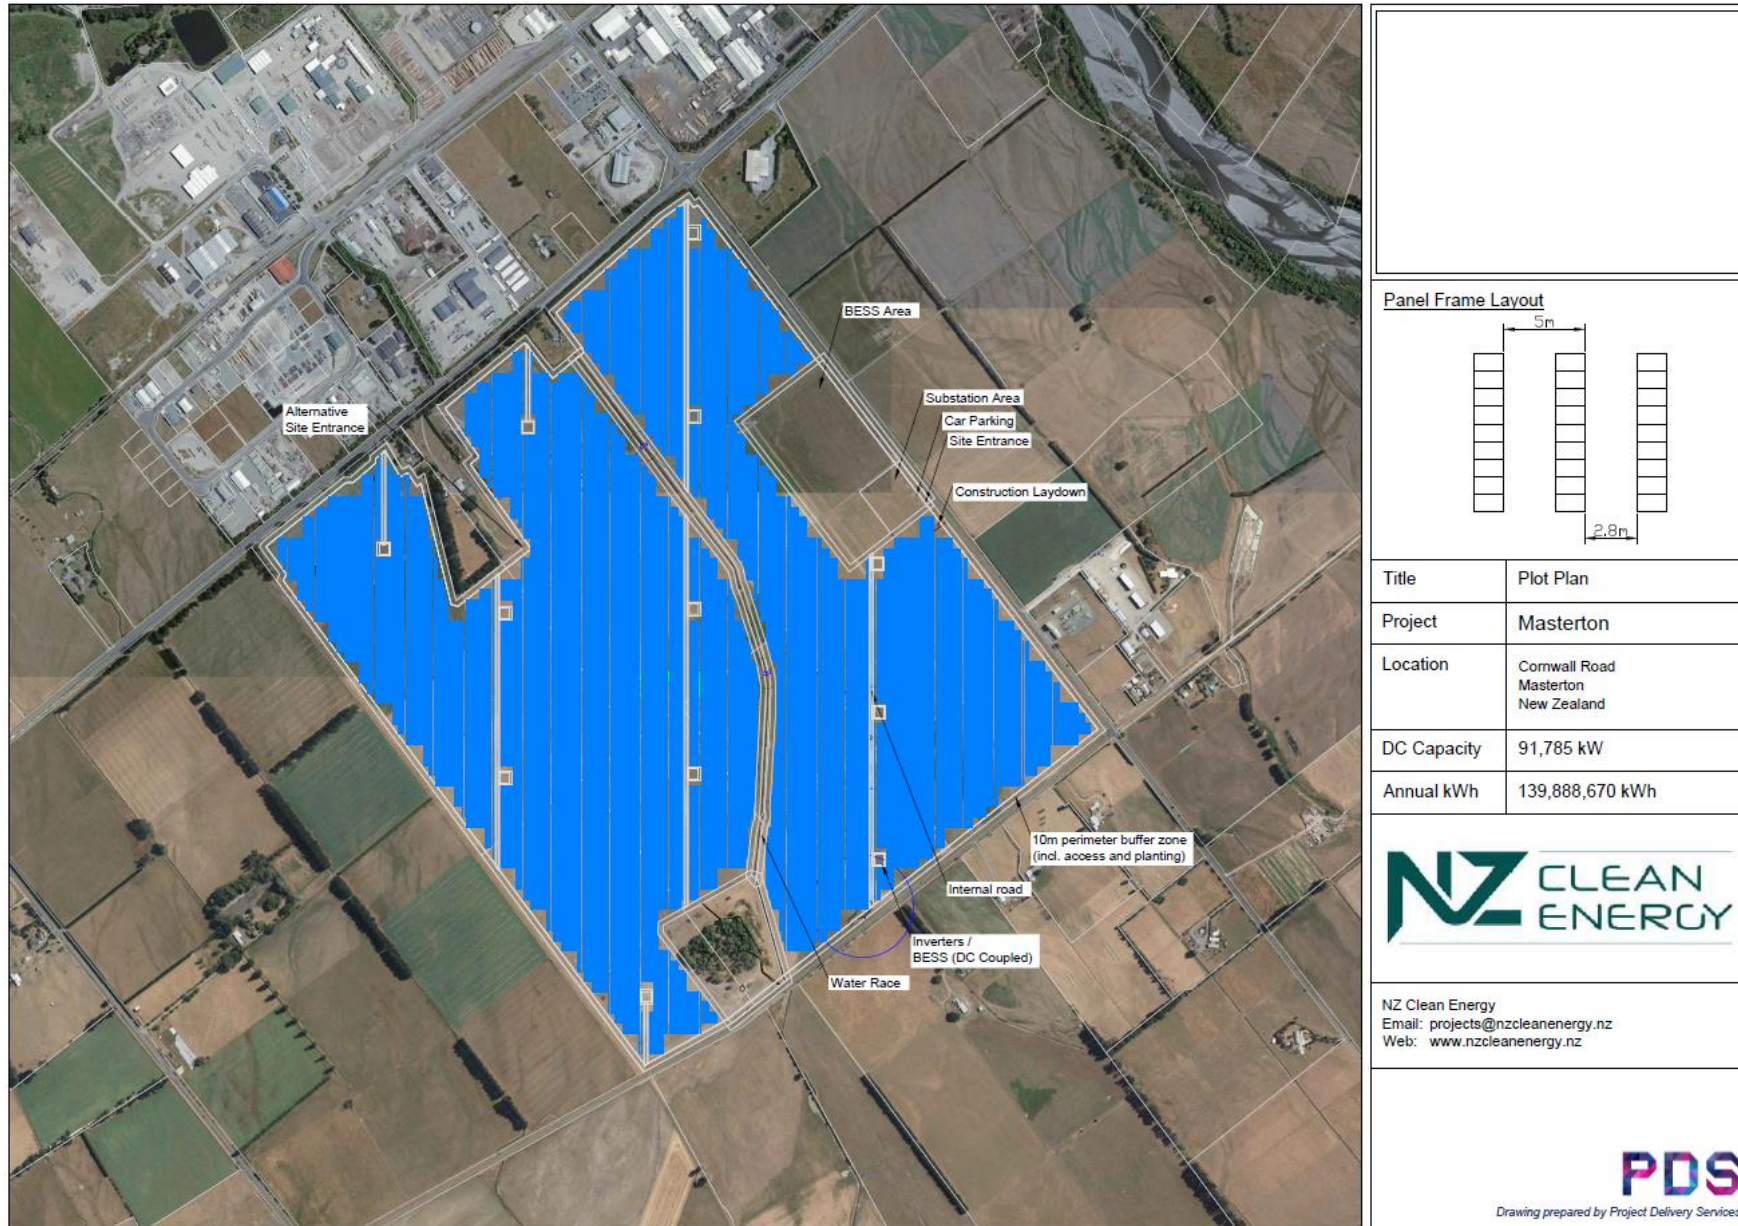 BESS Area
Substation Area
Car Parking
Site Entrance
Construction Laydown
Alternative
Site Entrance
10m perimeter buffer zone
(incl. access and planting)
Internal road
Inverters /
BESS (DC Coupled)
Water Race
Panel Frame Layout
5m
2.8m
Title Plot Plan
Project Masterton
Location Cornwall Road
Masterton
New Zealand
DC Capacity 91,785 kW
Annual kWh 139,888,670 kWh
NZ CLEAN
ENERGY
NZ Clean Energy
Email: projects@nzcleanenergy.nz
Web: www.nzcleanenergy.nz
PDS
Drawing prepared by Project Delivery Services